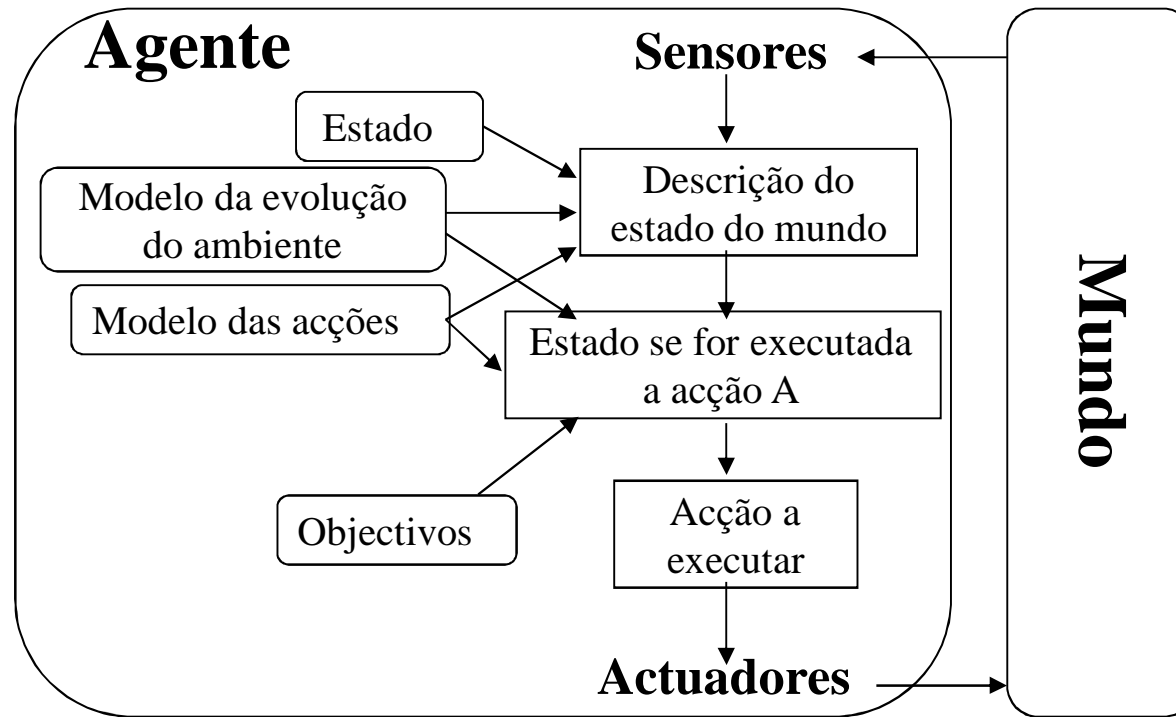 Agente
Sensores
Estado
Descrição do
estado do mundo
Modelo da evolução
do ambiente
Modelo das acções
Estado se for executada
a acção A
Objectivos
Acção a
executar
Actuadores
Mundo